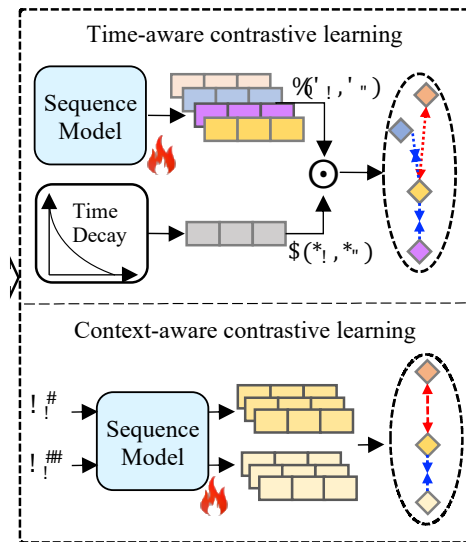 Time-aware contrastive learning
Sequence
Model
%('!,'")
Time
Decay
$(*!,*")
Context-aware contrastive learning
!!#
!!##
Sequence
Model